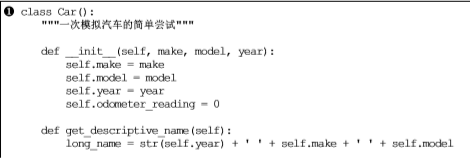 ❶ class Car():
    """一次模拟汽车的简单尝试"""
    def __init__(self, make, model, year):
        self.make = make
        self.model = model
        self.year = year
        self.odometer_reading = 0
    def get_descriptive_name(self):
        long_name = str(self.year) + ' ' + self.make + ' ' + self.model